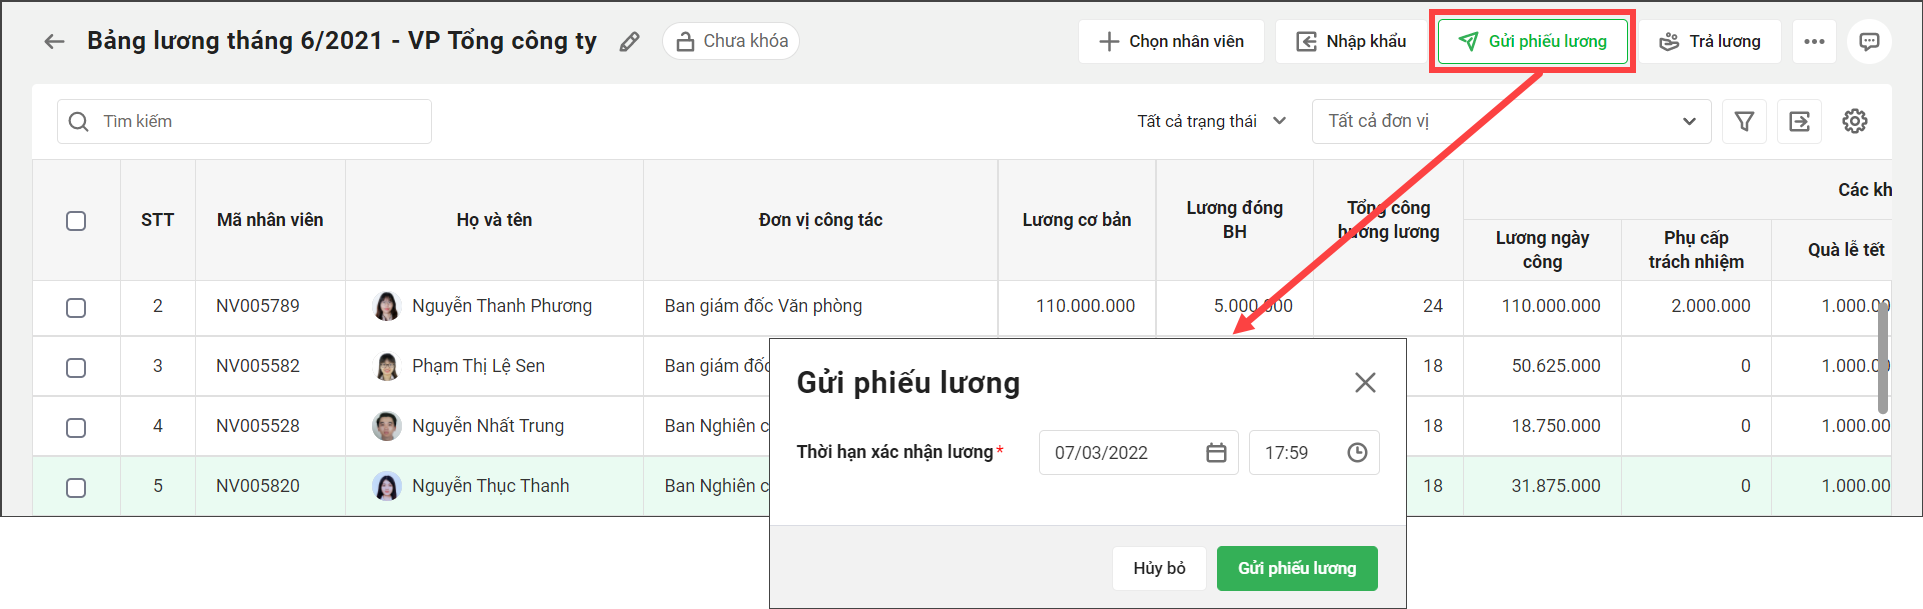 Bảng lương tháng 6/2021 - VP Tổng công ty Chưa khóa Chọn nhân viên Nhập khẩu Gửi phiếu lương Trả lương
Tìm kiếm Tất cả trạng thái Tất cả đơn vị
Các kh
STT Mã nhân viên Họ và tên Đơn vị công tác Lương cơ bản
Lương đóng
BH
Tổng công
hưởng lương
Lương ngày
công
Phụ cấp
trách nhiệm
Quà lễ tết
2 NV005789 Nguyễn Thanh Phương Ban giám đốc Văn phòng 110.000.000 5.000.000 24 110.000.000 2.000.000 1.000.00
3 NV005582 Phạm Thị Lệ Sen Ban giám đốc 18 50.625.000 0 1.000.00
4 NV005528 Nguyễn Nhất Trung Ban Nghiên c 18 18.750.000 0 1.000.00
5 NV005820 Nguyễn Thục Thanh Ban Nghiên c 18 31.875.000 0 1.000.00
Gửi phiếu lương
Thời hạn xác nhận lương* 07/03/2022 17:59
Hủy bỏ Gửi phiếu lương